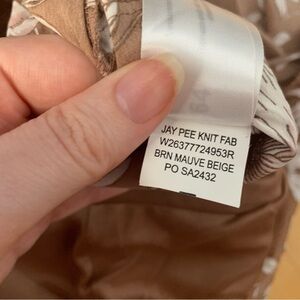 JAY PEE KNIT FAB
W26377724953R
BRN MAUVE BEIGE
PO SA2432